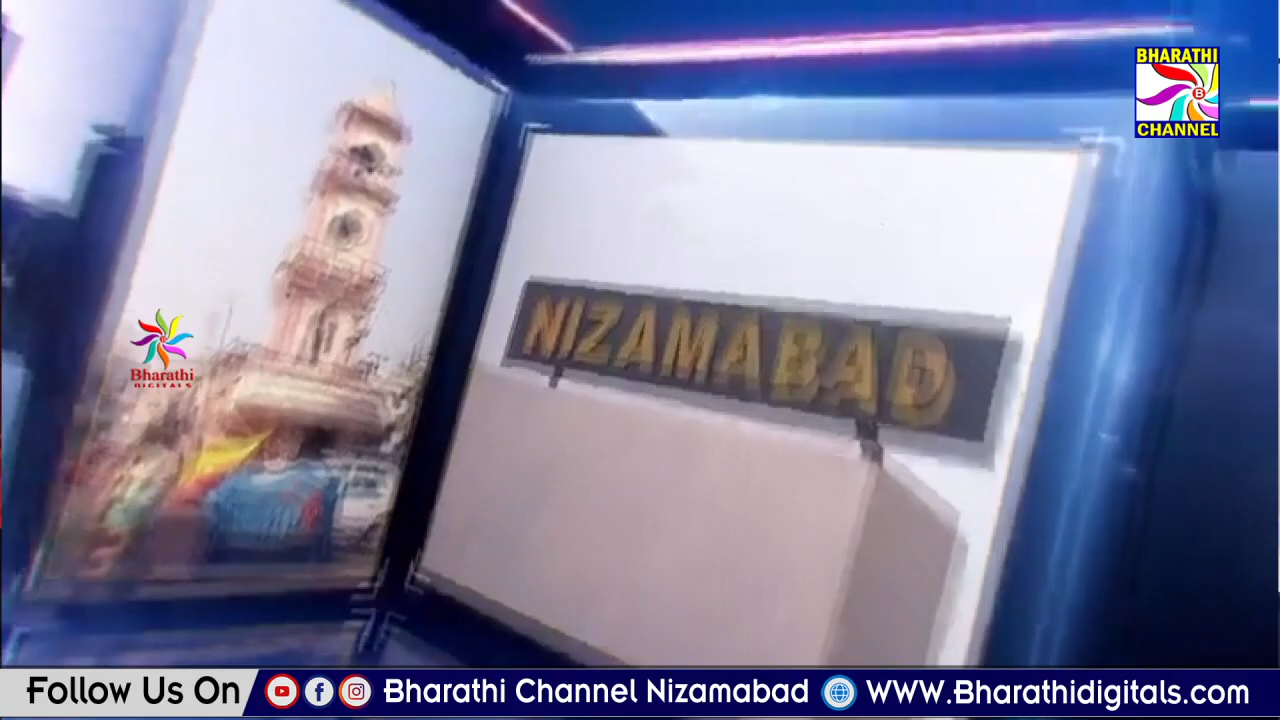 BHARATHI
CHANNEL
NIZAMABAD
Bharathi
DIGITALS
Follow Us On Bharathi Channel Nizamabad WWW.Bharathidigitals.com